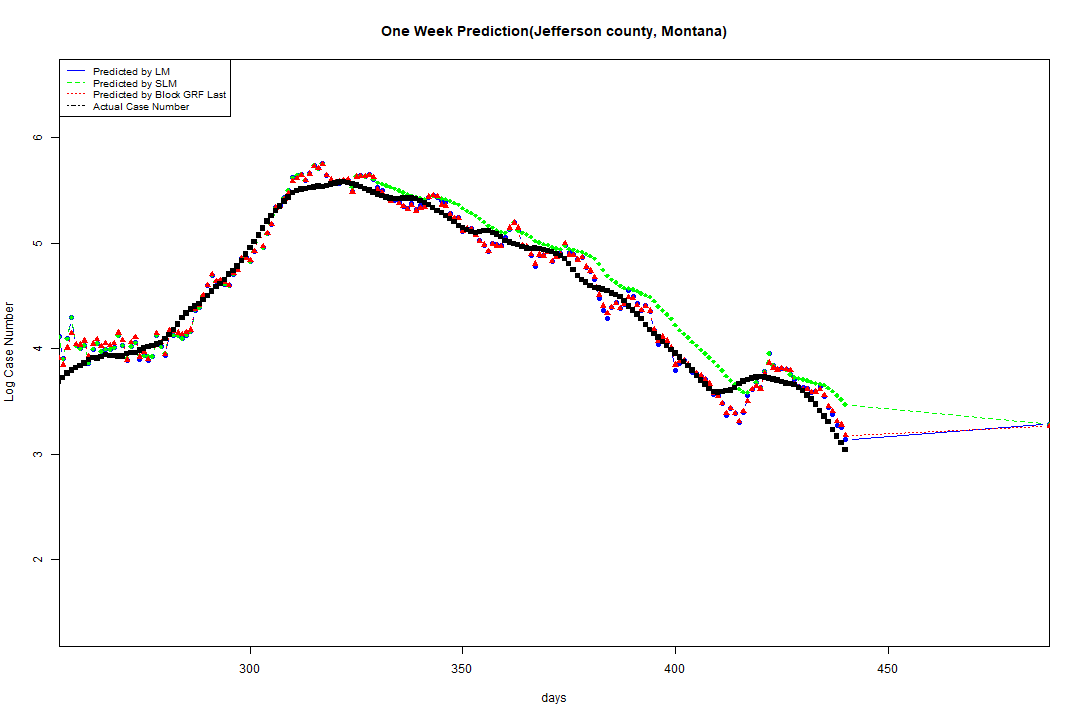 One Week Prediction(Jefferson county, Montana)
Predicted by LM
Predicted by SLM
Predicted by Block GRF Last
Actual Case Number
6
5
4
3
2
Log Case Number
300 350 400 450
days